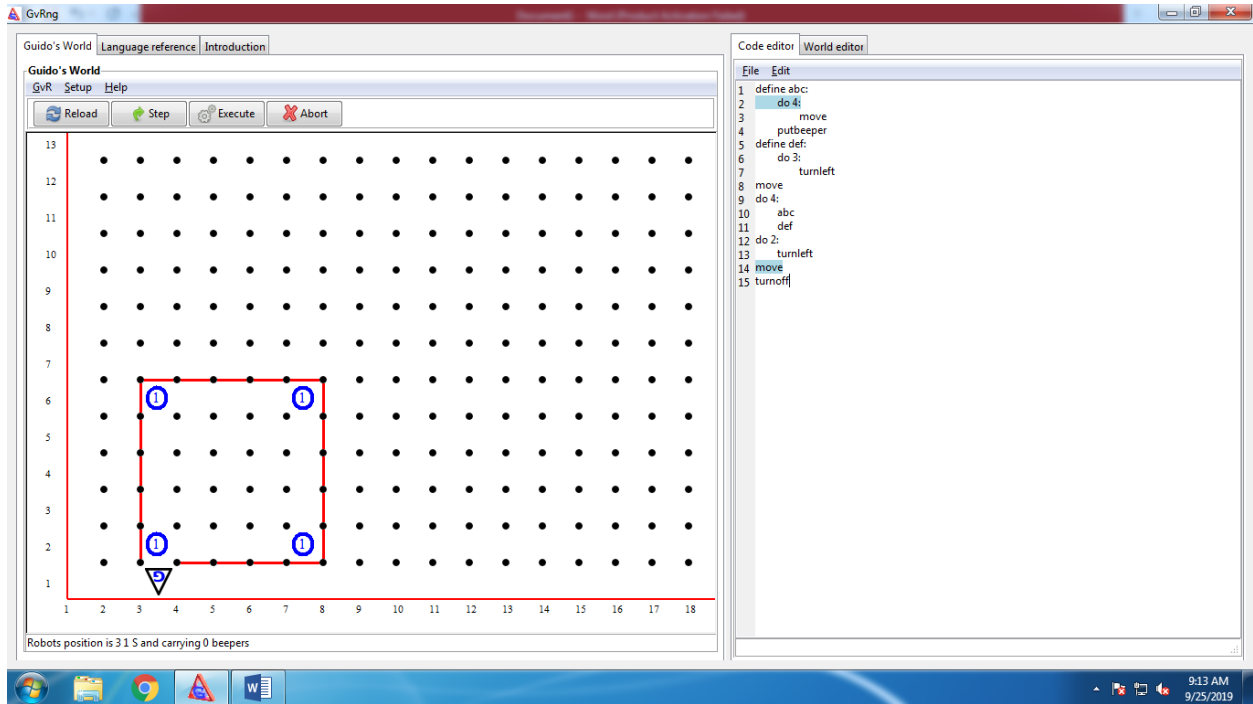 GvRng
Guido's World Language reference Introduction
Guido's World
GvR Setup Help
Reload Step Execute Abort
13
12
11
10
9
8
7
6
5
4
3
2
1
1 1
1 1
G
1 2 3 4 5 6 7 8 9 10 11 12 13 14 15 16 17 18
Robots position is 3 1 S and carrying 0 beepers
Code editor World editor
File Edit
1 define abc:
2 do 4:
3 move
4 putbeeper
5 define def:
6 do 3:
7 turnleft
8 move
9 do 4:
10 abc
11 def
12 do 2:
13 turnleft
14 move
15 turnoff
9:13 AM
9/25/2019